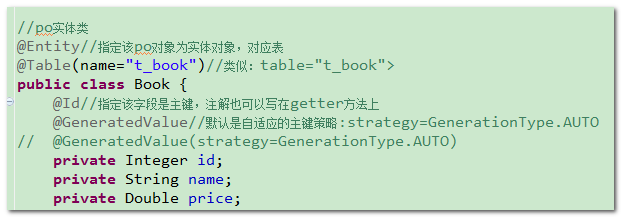 //po实体类
@Entity//指定该po对象为实体对象，对应表
@Table(name="t_book")//类似：table="t_book">
public class Book {
@Id//指定该字段是主键，注解也可以写在getter方法上
@GeneratedValue//默认是自适应的主键策略：strategy=GenerationType.AUTO
// @GeneratedValue(strategy=GenerationType.AUTO)
private Integer id;
private String name;
private Double price;